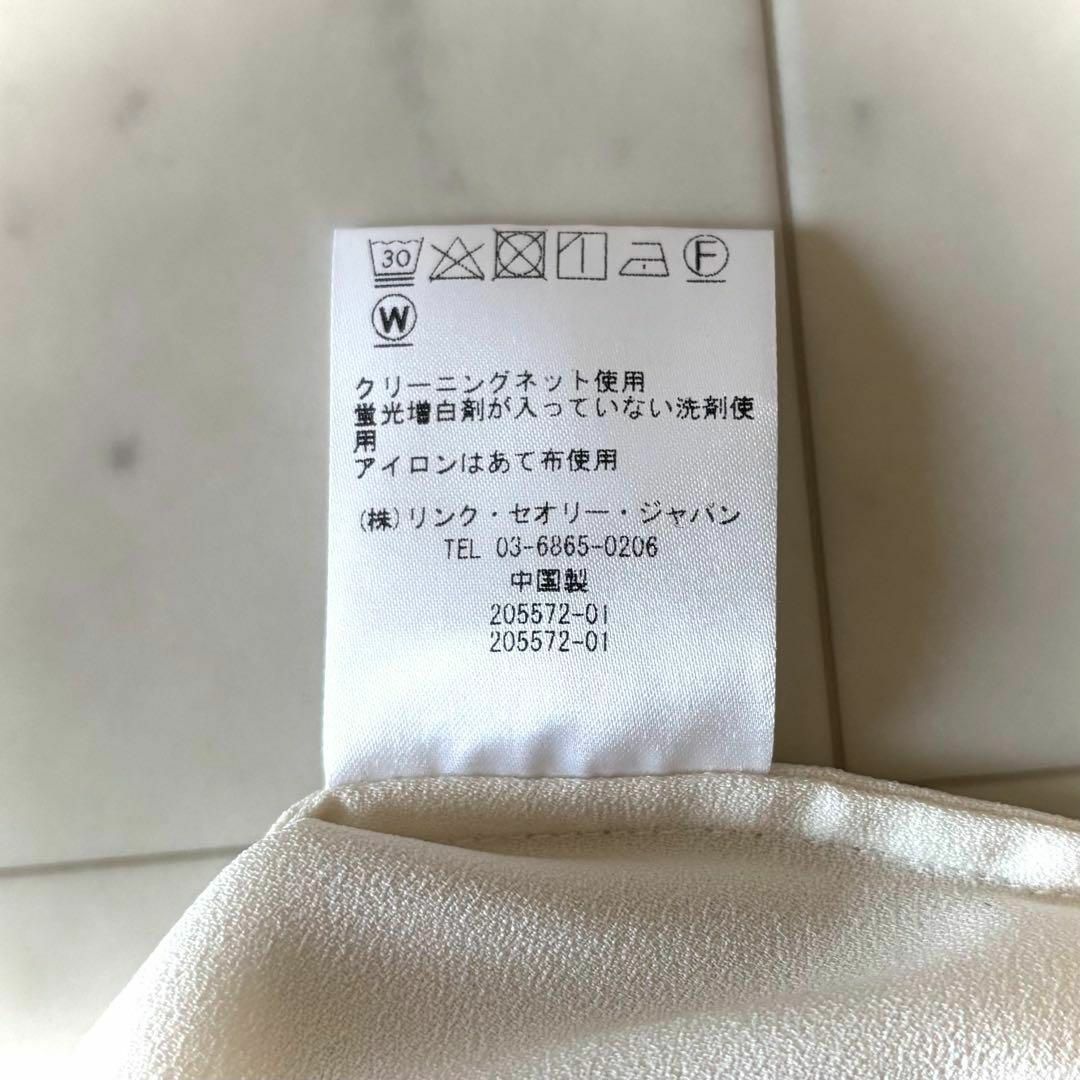 30 F
W
クリーニングネット使用
蛍光増白剤が入っていない洗剤使
用
アイロンはあて布使用
(株)リンク・セオリー・ジャパン
TEL 03-6865-0206
中国製
205572-01
205572-01